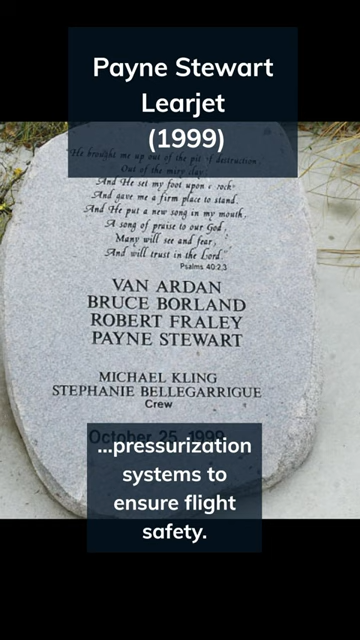 Payne Stewart
Learjet
(1999)
He brought me up out of the pit of destruction,
Out of the miry clay;
And He set my foot upon a rock
And gave me a firm place to stand.
And He put a new song in my mouth,
A song of praise to our God;
Many will see and fear,
And will trust in the Lord.
Psalms 40:2,3
VAN ARDAN
BRUCE BORLAND
ROBERT FRALEY
PAYNE STEWART
MICHAEL KLING
STEPHANIE BELLEGARRIGUE
Crew
October 25, 1999
...pressurization
systems to
ensure flight
safety.